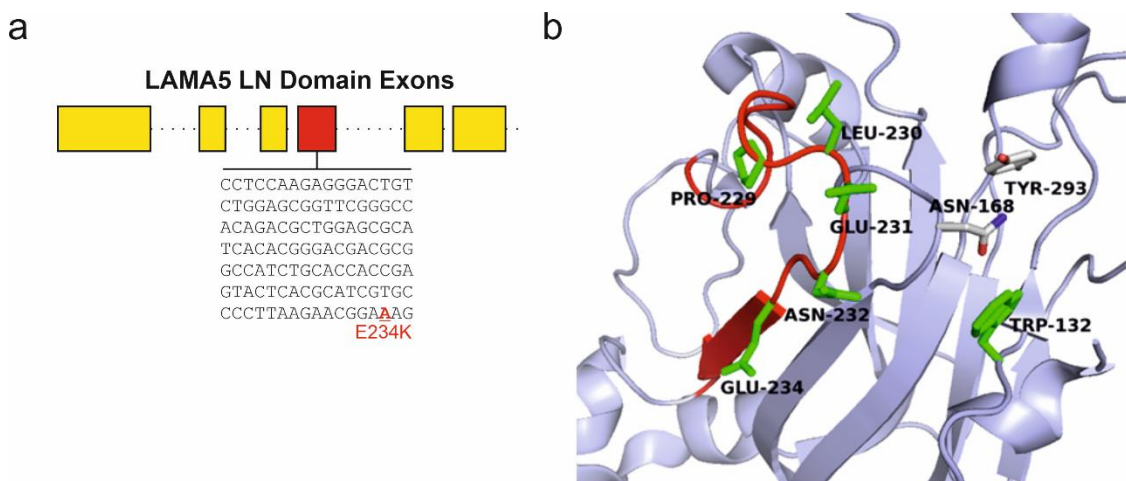 a
LAMA5 LN Domain Exons
CCTCCAAGAGGGACTGT
CTGGAGCGGTTCGGGCC
ACAGACGCTGGAGCGCA
TCACACGGGACGACGCG
GCCATCTGCACCACCGA
GTACTCACGCATCGTGC
CCCTTAAGAACGGAAAG
E234K
b
LEU-230
PRO-229
TYR-293
ASN-168
GLU-231
ASN-232
TRP-132
GLU-234